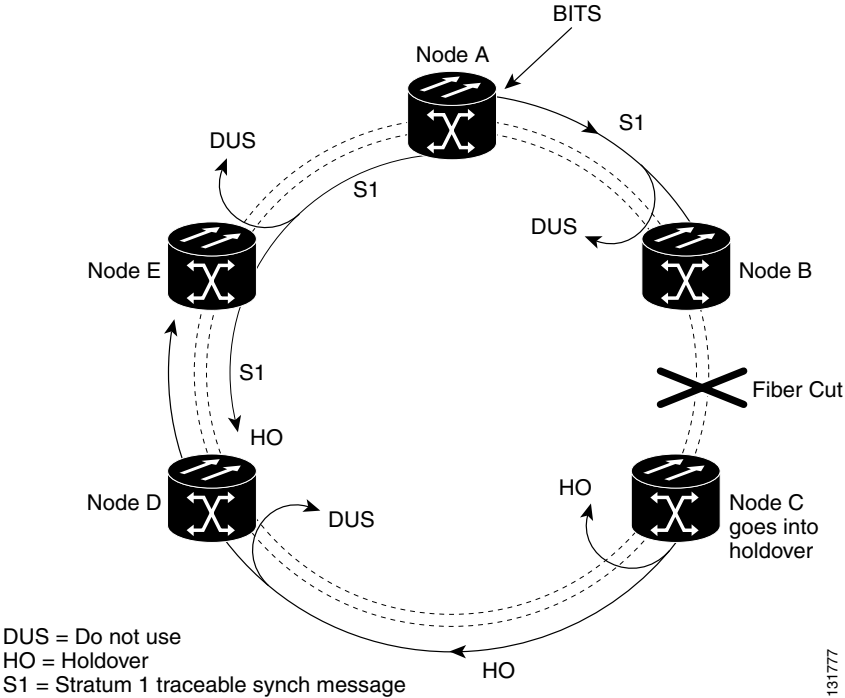 BITS
Node A
S1
DUS
S1
DUS
Node E
Node B
S1
Fiber Cut
HO
HO
Node D
DUS
Node C
goes into
holdover
DUS = Do not use
HO = Holdover
HO
S1 = Stratum 1 traceable synch message
131777